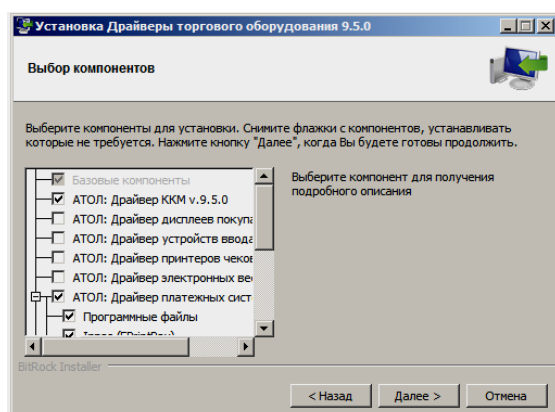 Установка Драйверы торгового оборудования 9.5.0
Выбор компонентов
Выберите компоненты для установки. Снимите флажки с компонентов, устанавливать
которые не требуется. Нажмите кнопку "Далее", когда Вы будете готовы продолжить.
Базовые компоненты
АТОЛ: Драйвер ККМ v.9.5.0
АТОЛ: Драйвер дисплеев покупа
АТОЛ: Драйвер устройств ввода
АТОЛ: Драйвер принтеров чеков
АТОЛ: Драйвер электронных вес
АТОЛ: Драйвер платежных сист
Программные файлы
Выберите компонент для получения
подробного описания
BitRock Installer
< Назад
Далее >
Отмена